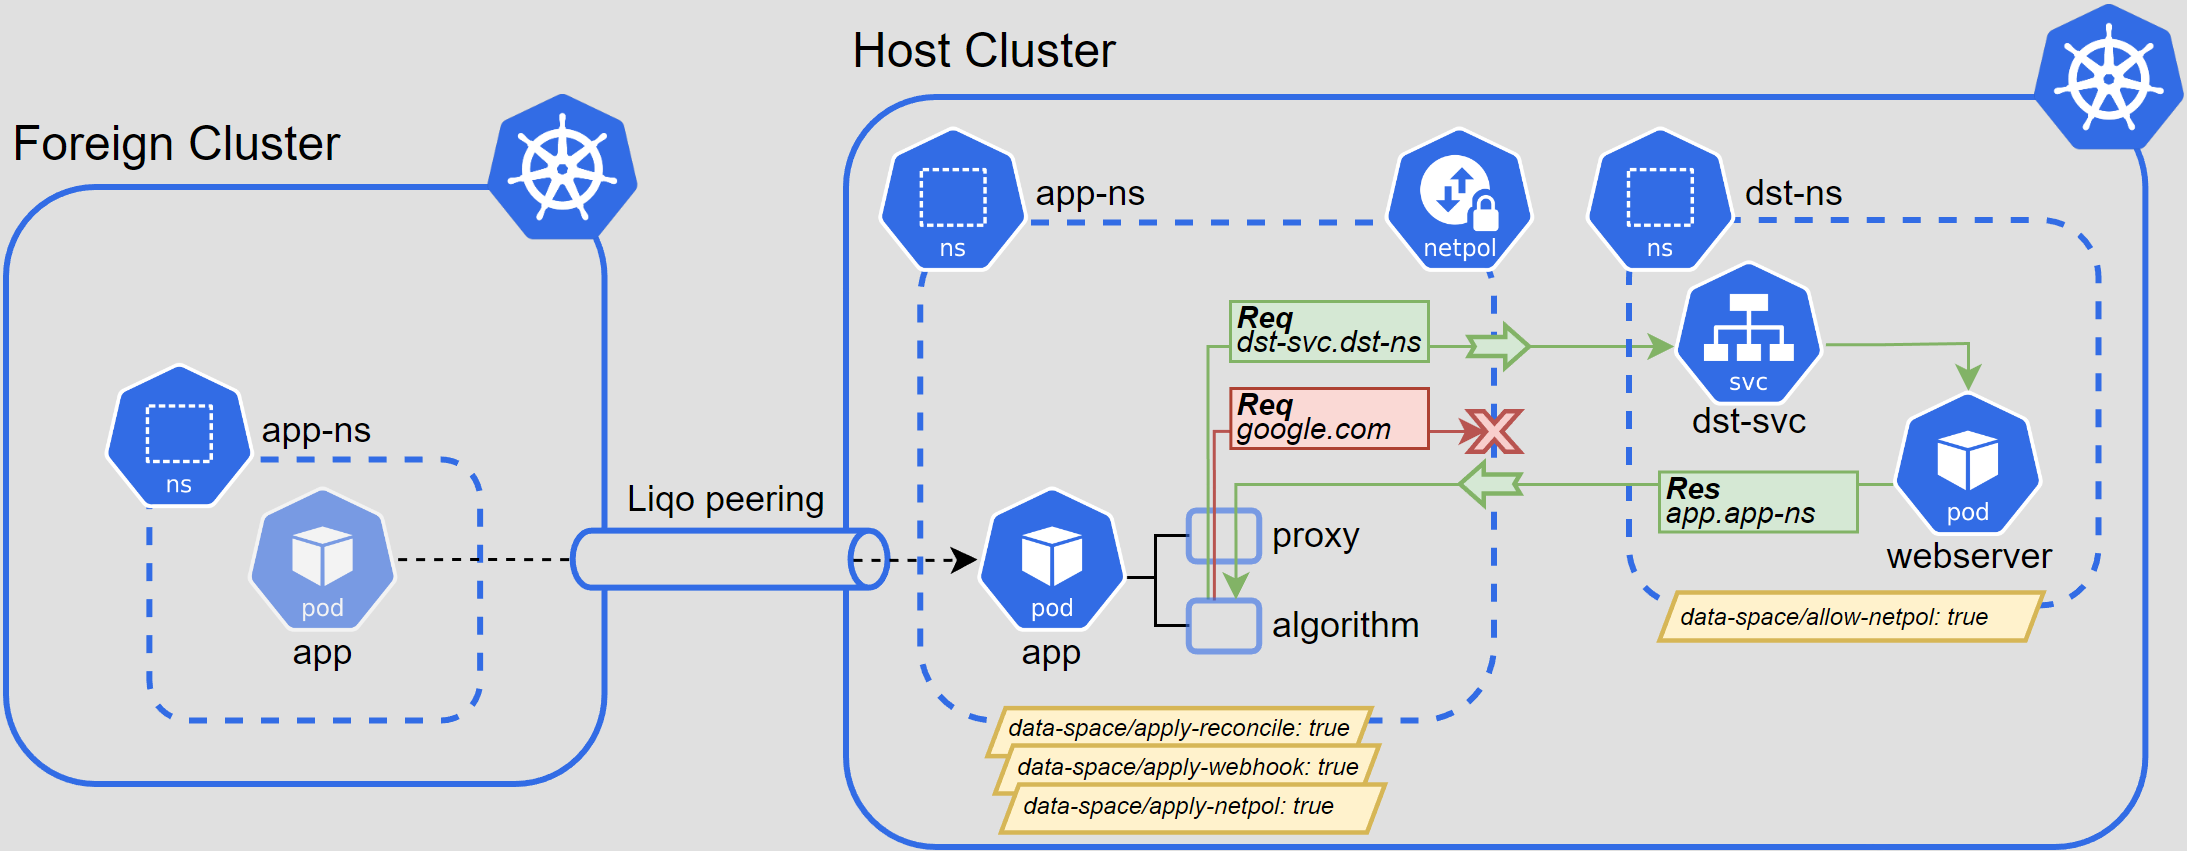 Host Cluster
Foreign Cluster
app-ns
ns
netpol
dst-ns
ns
Req
dst-svc.dst-ns
svc
dst-svc
Req
google.com
app-ns
ns
Liqo peering
Res
app.app-ns
pod
webserver
pod
app
pod
app
proxy
algorithm
data-space/allow-netpol: true
data-space/apply-reconcile: true
data-space/apply-webhook: true
data-space/apply-netpol: true